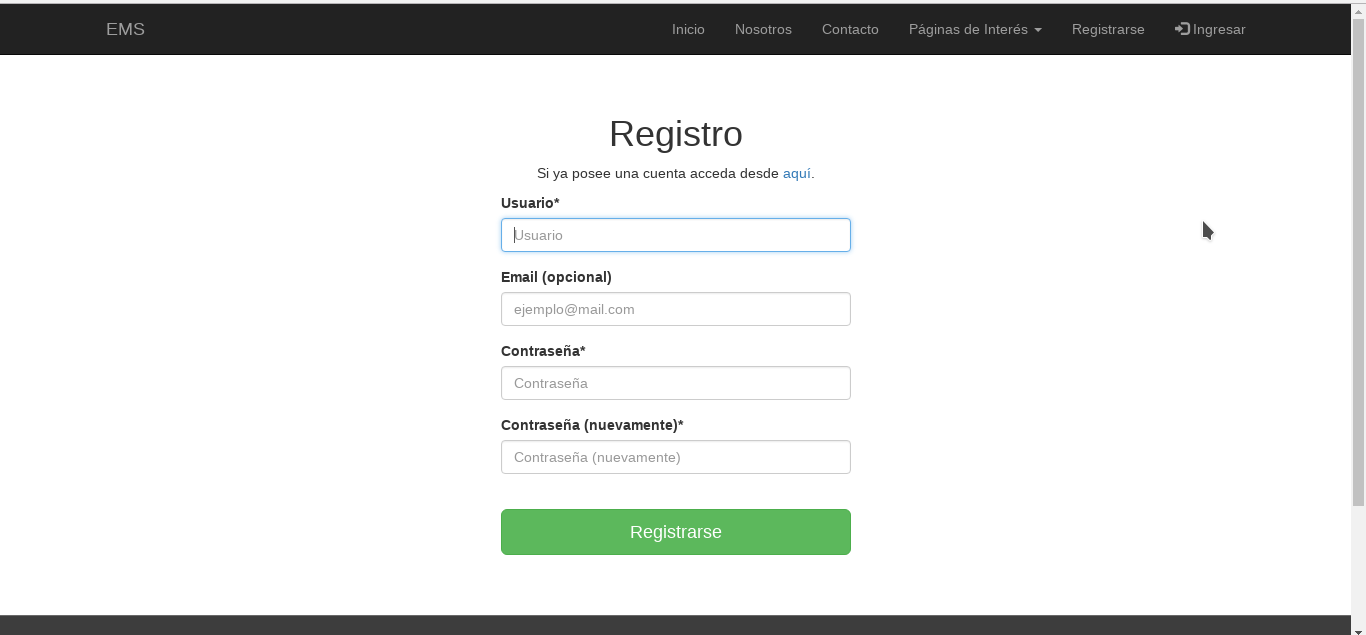 EMS Inicio Nosotros Contacto Páginas de Interés Registrarse Ingresar
Registro
Si ya posee una cuenta acceda desde aquí.
Usuario*
Usuario
Email (opcional)
ejemplo@mail.com
Contraseña*
Contraseña
Contraseña (nuevamente)*
Contraseña (nuevamente)
Registrarse